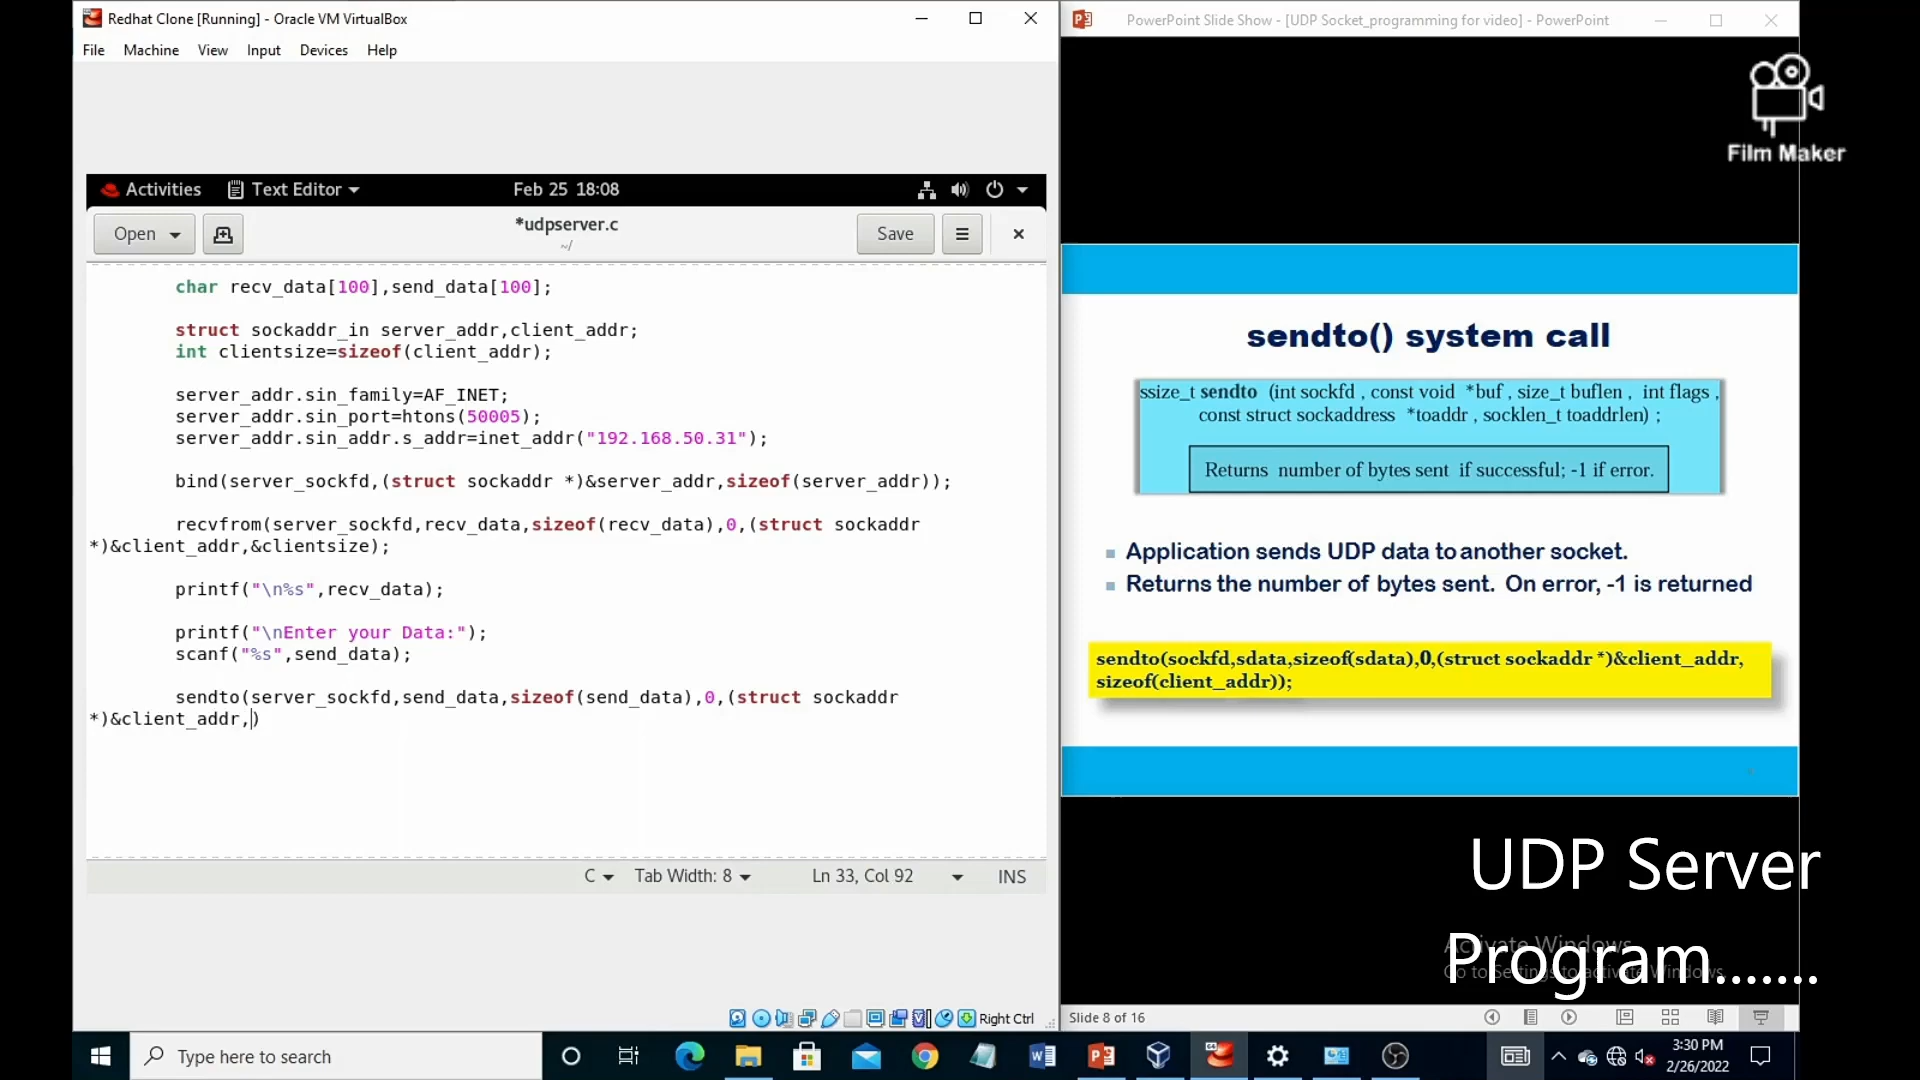 Redhat Clone [Running] - Oracle VM VirtualBox
File Machine View Input Devices Help
Activities Text Editor Feb 25 18:08
Open *udpserver.c Save
~/
char recv_data[100],send_data[100];
struct sockaddr_in server_addr,client_addr;
int clientsize=sizeof(client_addr);
server_addr.sin_family=AF_INET;
server_addr.sin_port=htons(50005);
server_addr.sin_addr.s_addr=inet_addr("192.168.50.31");
bind(server_sockfd,(struct sockaddr *)&server_addr,sizeof(server_addr));
recvfrom(server_sockfd,recv_data,sizeof(recv_data),0,(struct sockaddr
*)&client_addr,&clientsize);
printf("\n%s",recv_data);
printf("\nEnter your Data:");
scanf("%s",send_data);
sendto(server_sockfd,send_data,sizeof(send_data),0,(struct sockaddr
*)&client_addr,)
C Tab Width: 8 Ln 33, Col 92 INS
Right Ctrl
PowerPoint Slide Show - [UDP Socket_programming for video] - PowerPoint
Film Maker
sendto() system call
ssize_t sendto (int sockfd , const void *buf , size_t buflen , int flags ,
const struct sockaddress *toaddr , socklen_t toaddrlen) ;
Returns number of bytes sent if successful; -1 if error.
Application sends UDP data to another socket.
Returns the number of bytes sent. On error, -1 is returned
sendto(sockfd,sdata,sizeof(sdata),0,(struct sockaddr *)&client_addr,
sizeof(client_addr));
UDP Server
Program.......
Activate Windows
Go to Settings to activate Windows.
Slide 8 of 16
Type here to search
3:30 PM
2/26/2022